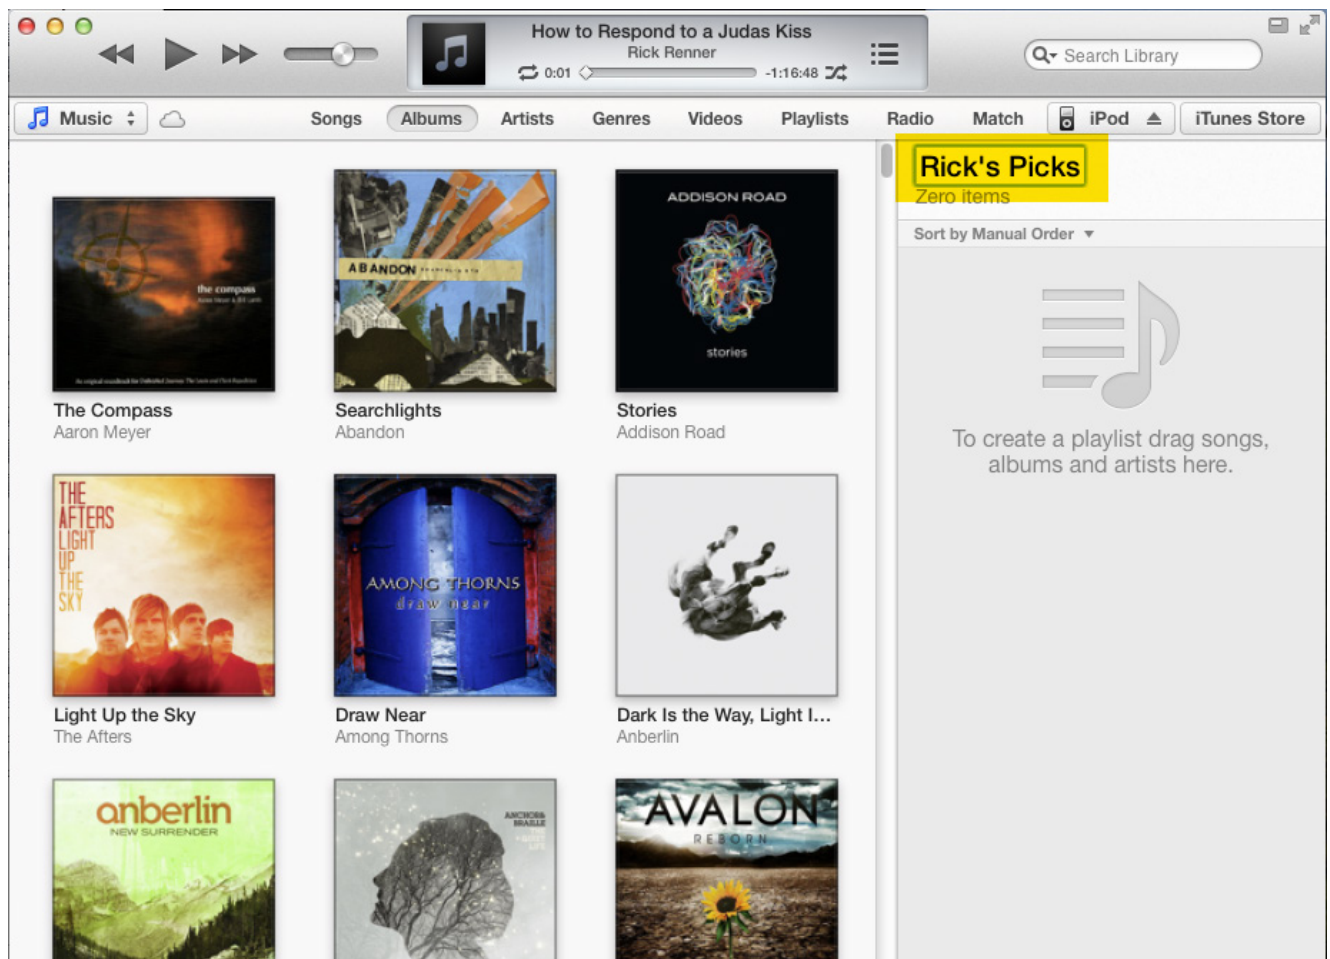 How to Respond to a Judas Kiss
Rick Renner
0:01
-1:16:48
Search Library
Music
Songs
Albums
Artists
Genres
Videos
Playlists
Radio
Match
iPod
iTunes Store
Rick's Picks
Zero items
Sort by Manual Order
To create a playlist drag songs,
albums and artists here.
the compass
The Compass
Aaron Meyer
ABANDON
Searchlights
Abandon
ADDISON ROAD
stories
Stories
Addison Road
THE
AFTERS
LIGHT
UP
THE
SKY
Light Up the Sky
The Afters
AMONG THORNS
draw near
Draw Near
Among Thorns
Dark Is the Way, Light I...
Anberlin
anberlin
NEW SURRENDER
ANCHOR &
BRAILLE
AVALON
REBORN